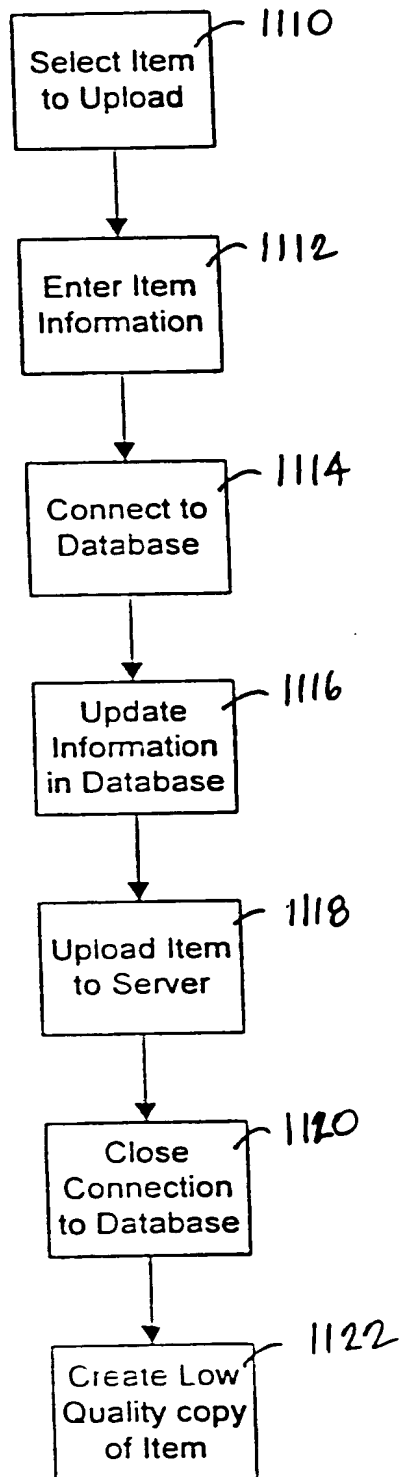 1110
Select Item
to Upload
1112
Enter Item
Information
1114
Connect to
Database
1116
Update
Information
in Database
1118
Upload Item
to Server
1120
Close
Connection
to Database
1122
Create Low
Quality copy
of Item